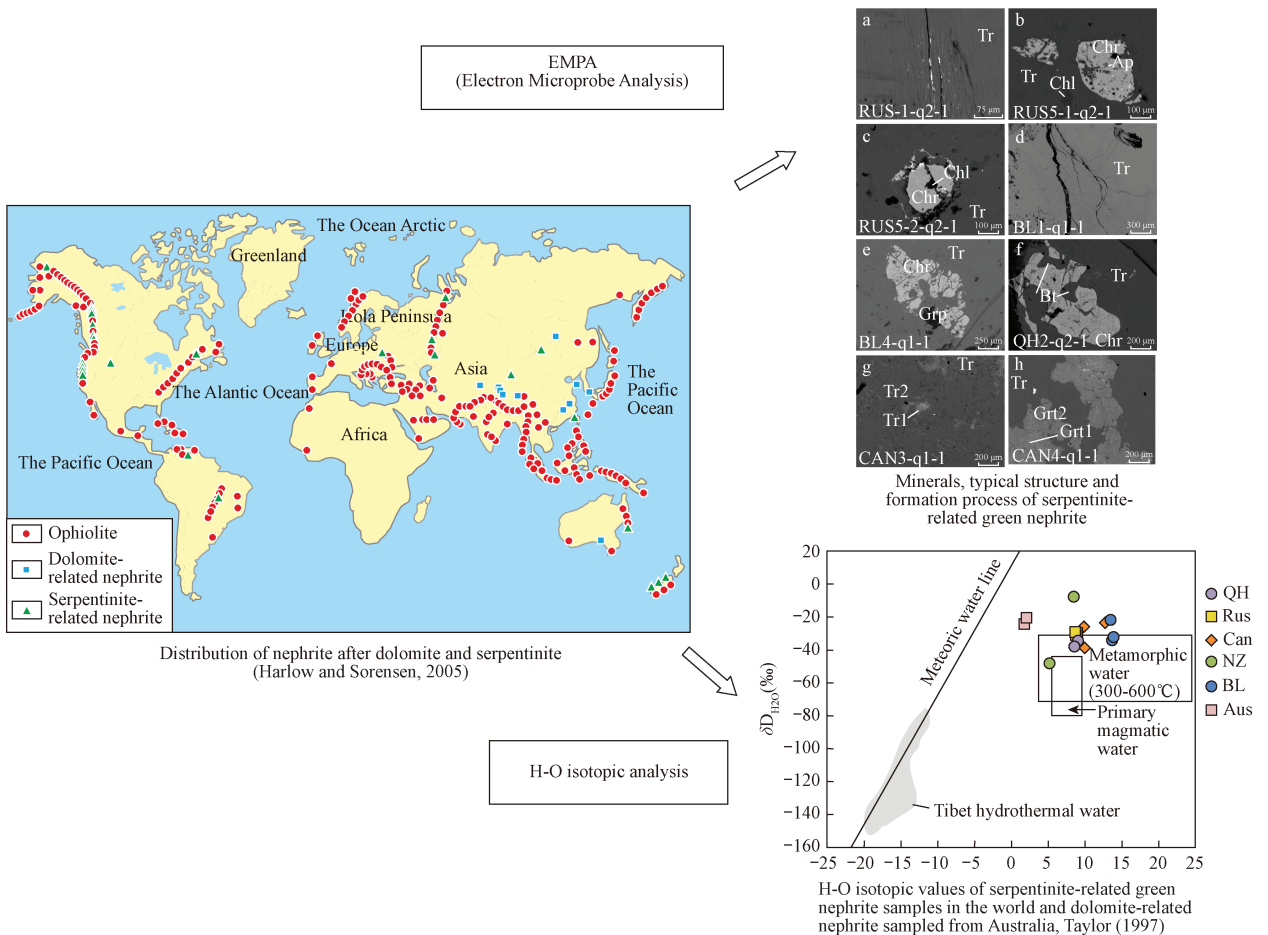 EMPA
(Electron Microprobe Analysis)
The Ocean Arctic
Greenland
Kola Peninsula
Europe
Asia
The Alantic Ocean
Africa
The
Pacific
Ocean
The Pacific Ocean
Ophiolite
Dolomite-
related nephrite
Serpentinite-
related nephrite
Distribution of nephrite after dolomite and serpentinite
(Harlow and Sorensen, 2005)
H-O isotopic analysis
a
Tr
RUS-1-q2-1
75 μm
b
Chr
Ap
Tr
Chl
RUS5-1-q2-1
100 μm
c
Chl
Chr
Tr
RUS5-2-q2-1
100 μm
d
Tr
BL1-q1-1
300 μm
e
Tr
Chr
Grp
BL4-q1-1
250 μm
f
Tr
Bt
Chr
QH2-q2-1
200 μm
g
Tr
Tr2
Tr1
CAN3-q1-1
200 μm
h
Tr
Grt2
Grt1
CAN4-q1-1
200 μm
Minerals, typical structure and
formation process of serpentinite-
related green nephrite
δD_H2O(‰)
20
0
−20
−40
−60
−80
−100
−120
−140
−160
−25 −20 −15 −10 −5 0 5 10 15 20 25
Meteoric water line
Metamorphic
water
(300-600℃)
Primary
magmatic
water
Tibet hydrothermal water
QH
Rus
Can
NZ
BL
Aus
H-O isotopic values of serpentinite-related green
nephrite samples in the world and dolomite-related
nephrite sampled from Australia, Taylor (1997)